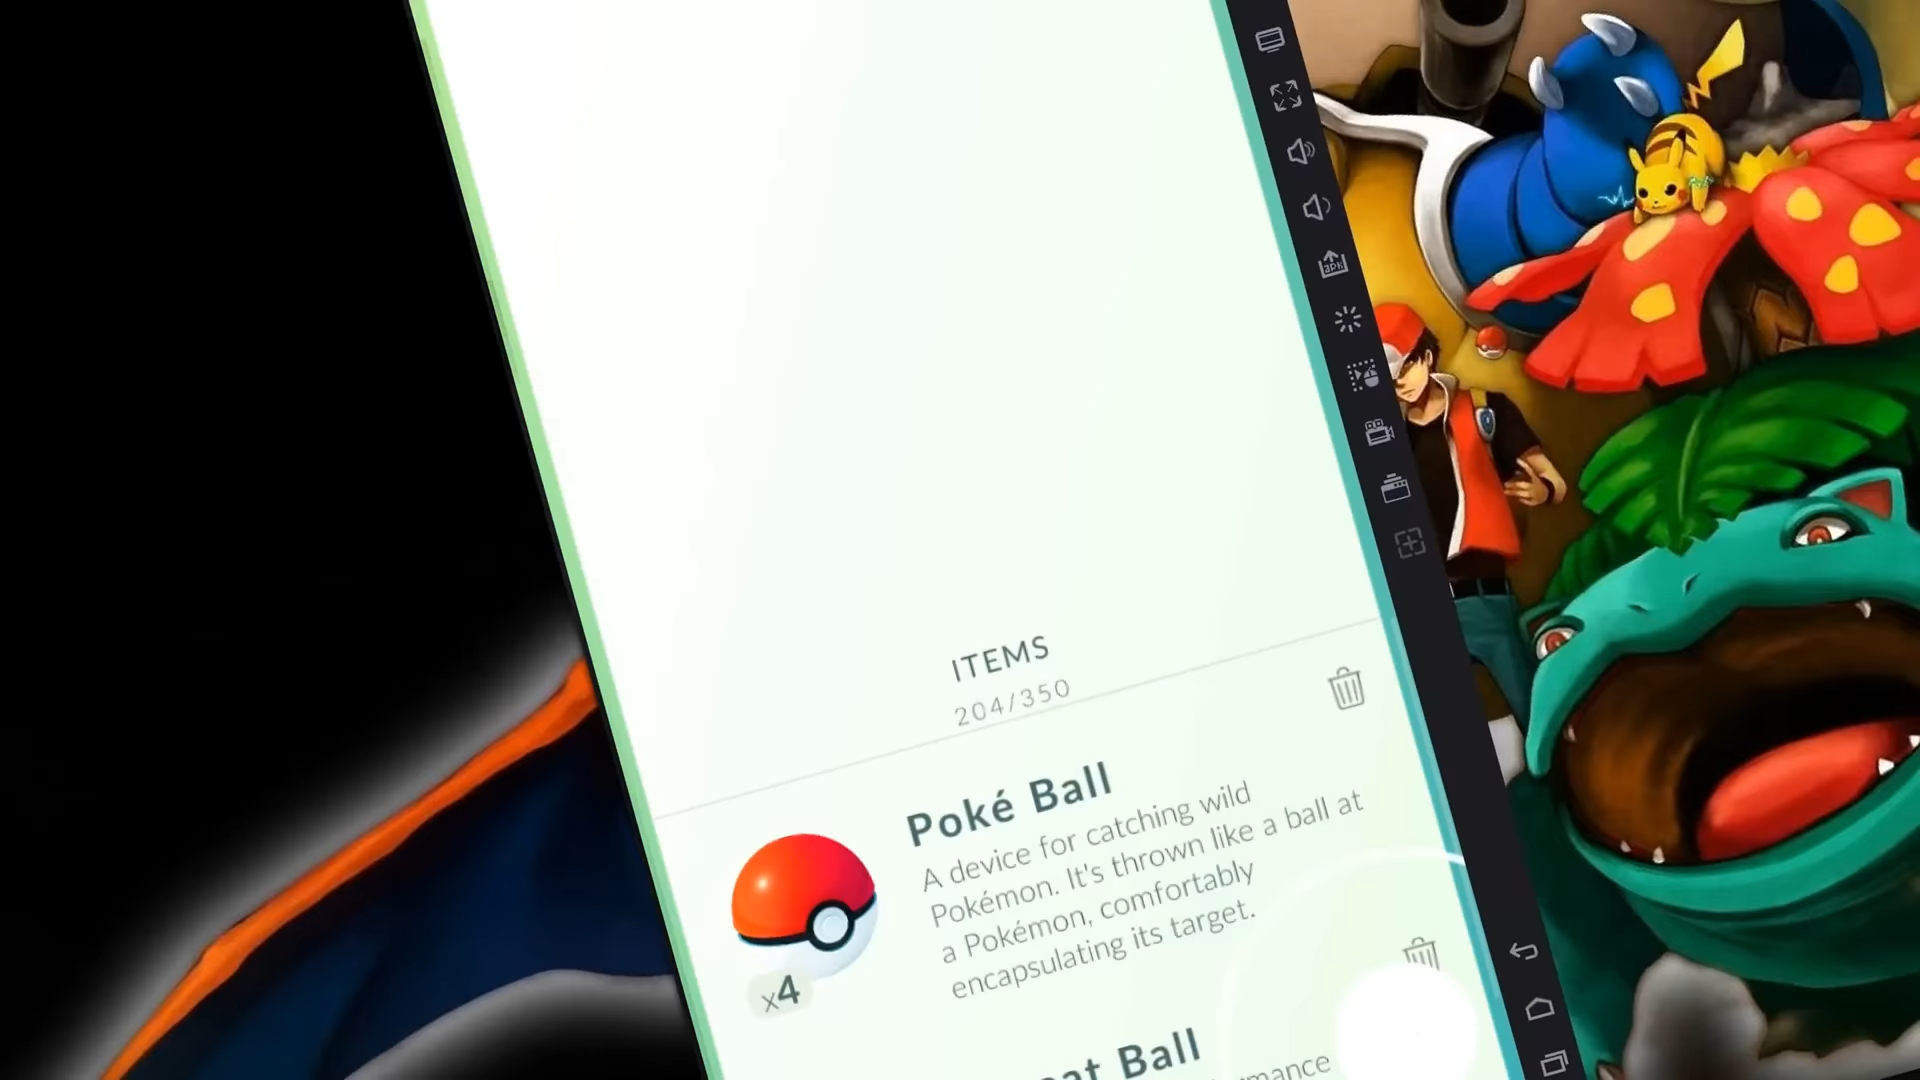 ITEMS
204/350
Poké Ball
A device for catching wild
Pokémon. It's thrown like a ball at
a Pokémon, comfortably
encapsulating its target.
x4
Ball
apk